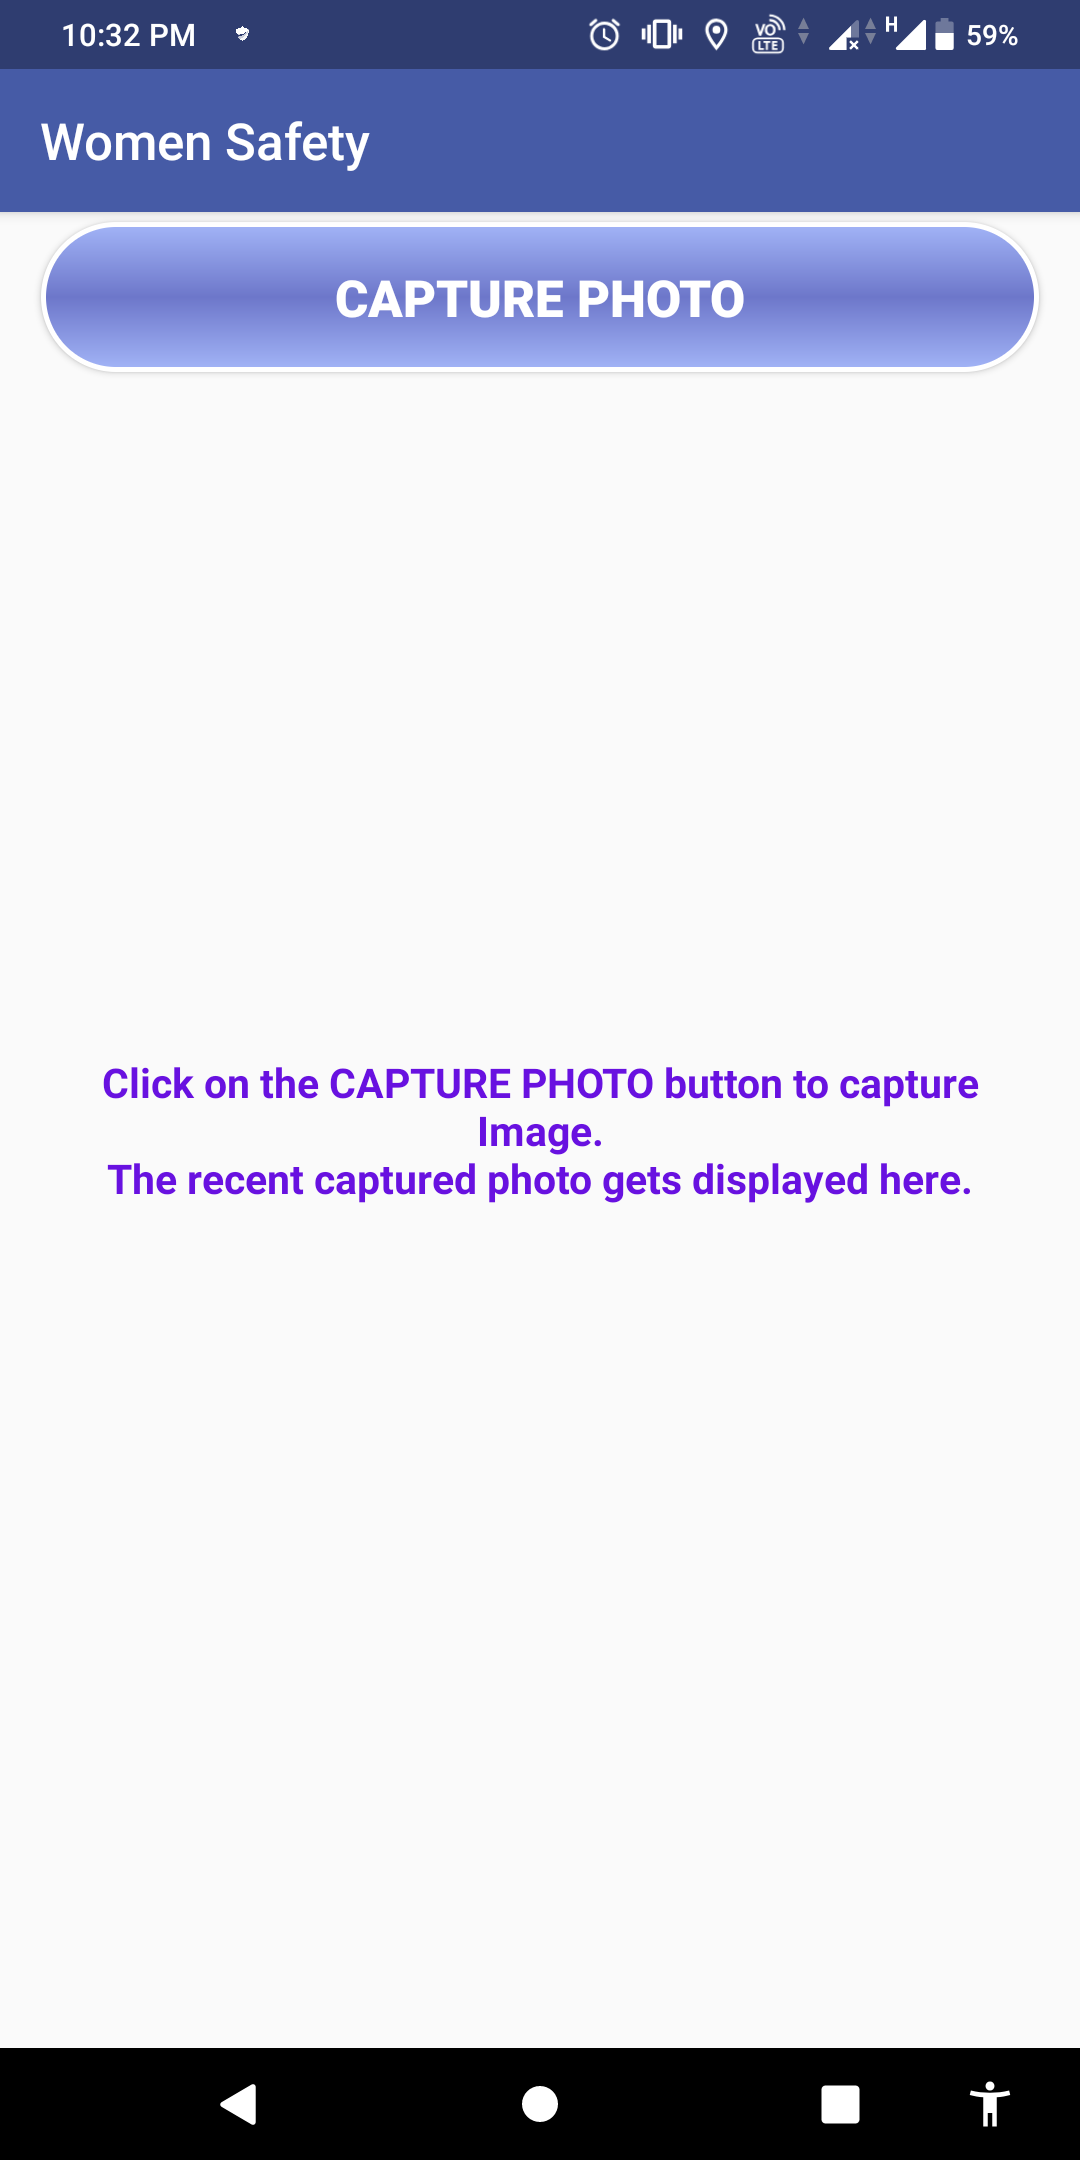 10:32 PM
VO LTE
H
59%
Women Safety
CAPTURE PHOTO
Click on the CAPTURE PHOTO button to capture
Image.
The recent captured photo gets displayed here.